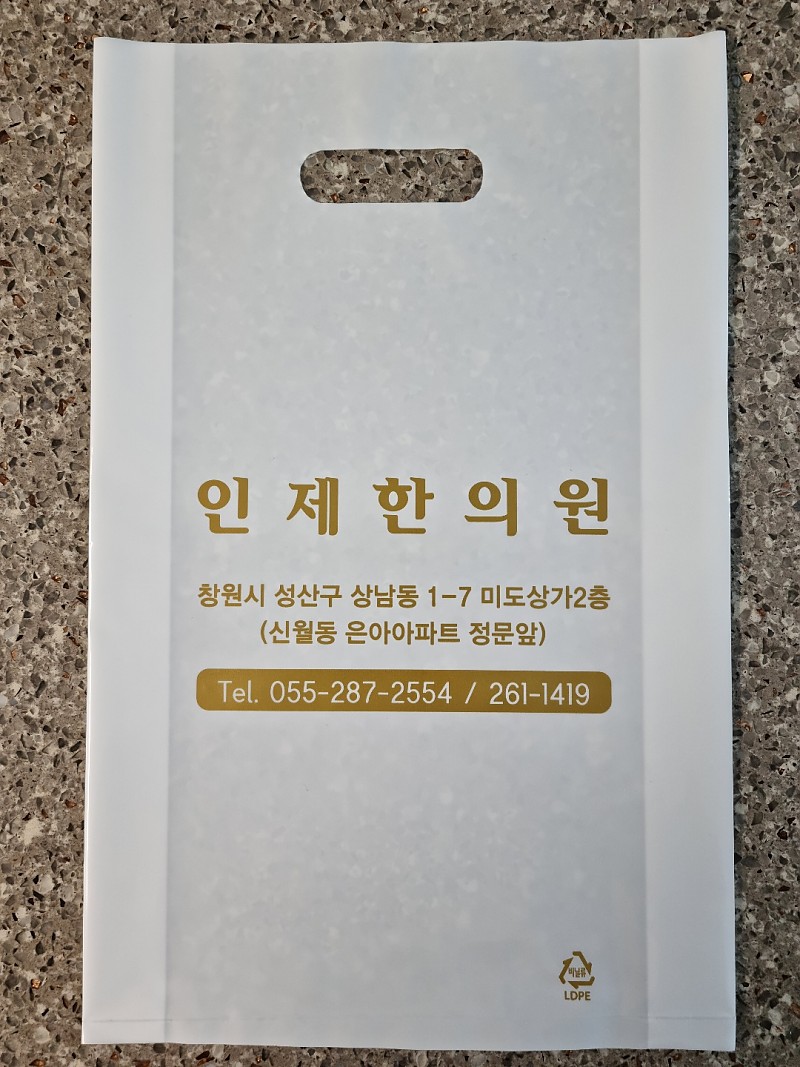 인제한의원
창원시 성산구 상남동 1-7 미도상가2층
(신월동 은아아파트 정문앞)
Tel. 055-287-2554 / 261-1419
비닐류
LDPE